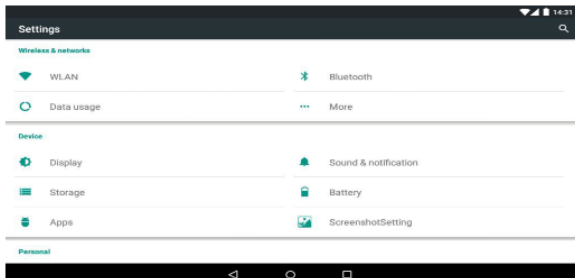 14:31
Settings
Wireless & networks
WLAN
Bluetooth
Data usage
More
Device
Display
Sound & notification
Storage
Battery
Apps
ScreenshotSetting
Personal